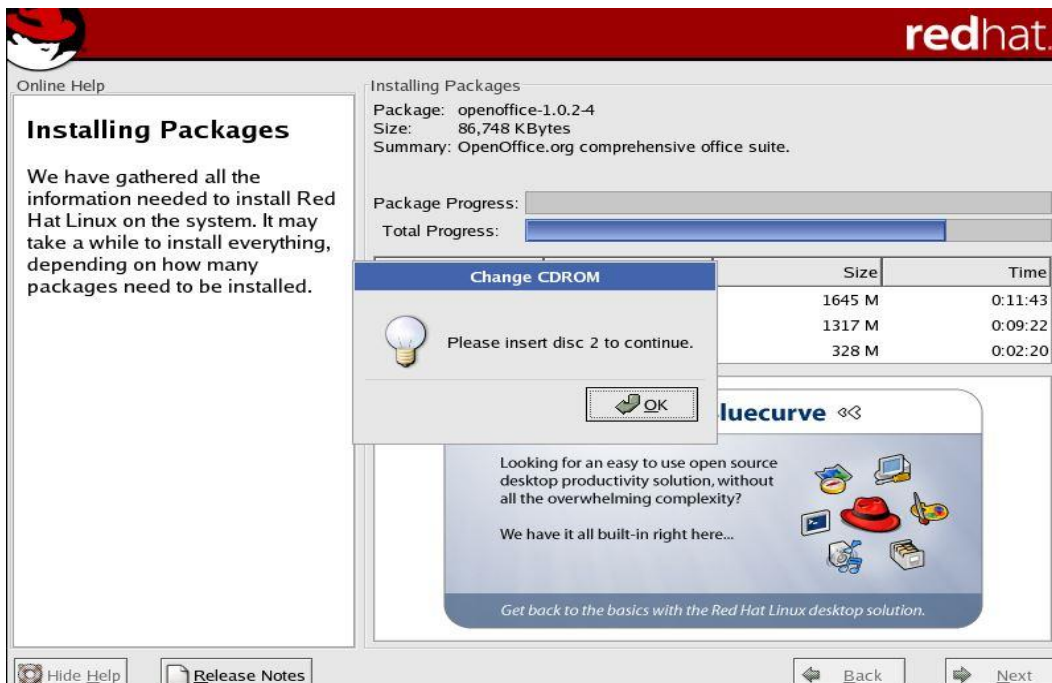 redhat.
Online Help
Installing Packages
We have gathered all the
information needed to install Red
Hat Linux on the system. It may
take a while to install everything,
depending on how many
packages need to be installed.
Installing Packages
Package: openoffice-1.0.2-4
Size: 86,748 KBytes
Summary: OpenOffice.org comprehensive office suite.
Package Progress:
Total Progress:
Size Time
1645 M 0:11:43
1317 M 0:09:22
328 M 0:02:20
Change CDROM
Please insert disc 2 to continue.
OK
luecurve
Looking for an easy to use open source
desktop productivity solution, without
all the overwhelming complexity?
We have it all built-in right here...
Get back to the basics with the Red Hat Linux desktop solution.
Hide Help Release Notes Back Next